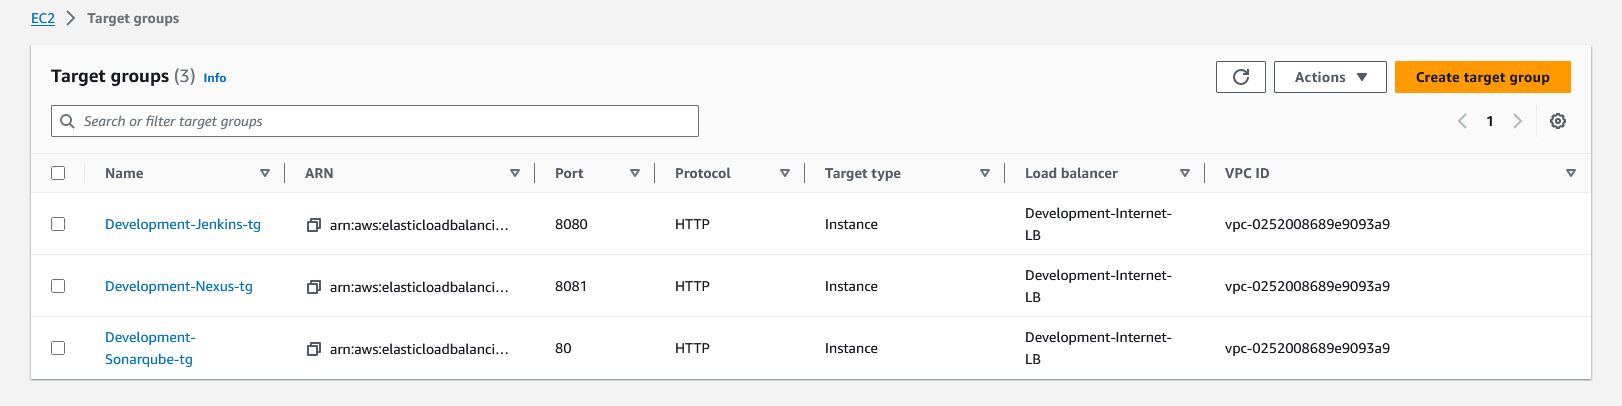 EC2 > Target groups
Target groups (3) Info
Actions
Create target group
Search or filter target groups
1
Name ARN Port Protocol Target type Load balancer VPC ID
Development-Jenkins-tg arn:aws:elasticloadbalanci... 8080 HTTP Instance Development-Internet-
LB
vpc-0252008689e9093a9
Development-Nexus-tg arn:aws:elasticloadbalanci... 8081 HTTP Instance Development-Internet-
LB
vpc-0252008689e9093a9
Development-
Sonarqube-tg
arn:aws:elasticloadbalanci... 80 HTTP Instance Development-Internet-
LB
vpc-0252008689e9093a9